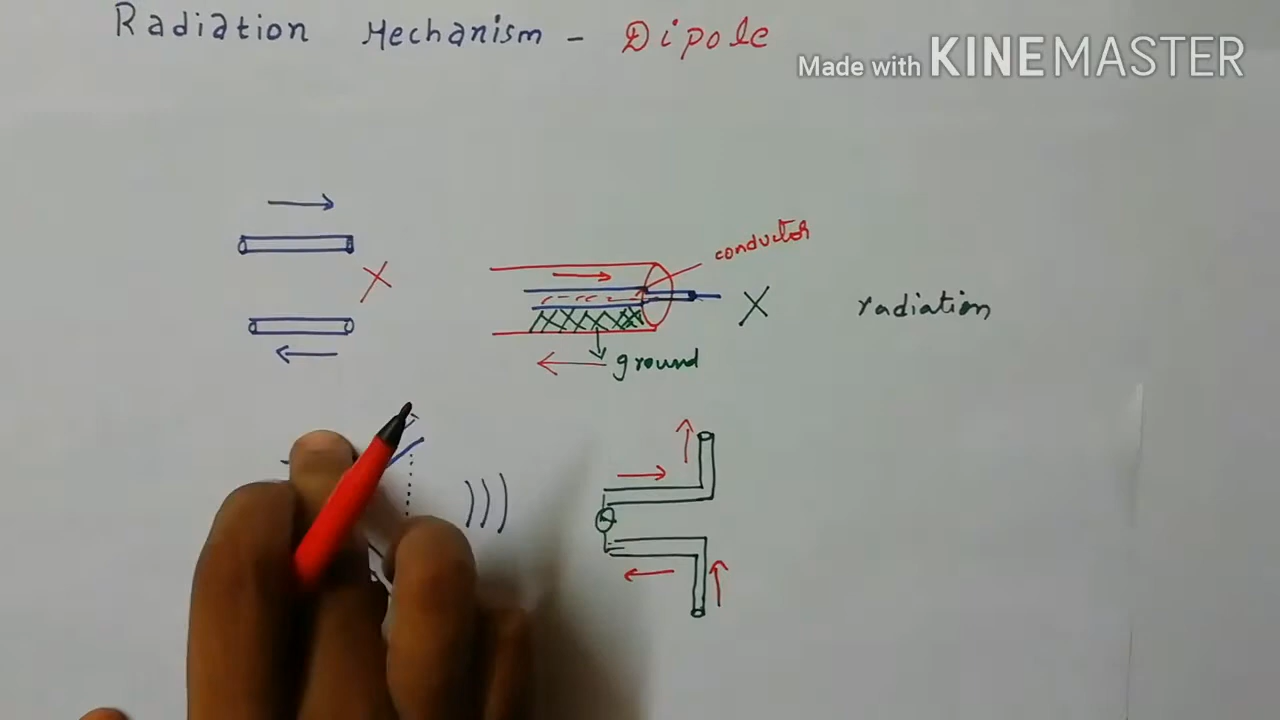 Radiation Mechanism - Dipole
Made with KINEMASTER
conductor
X
X
radiation
ground